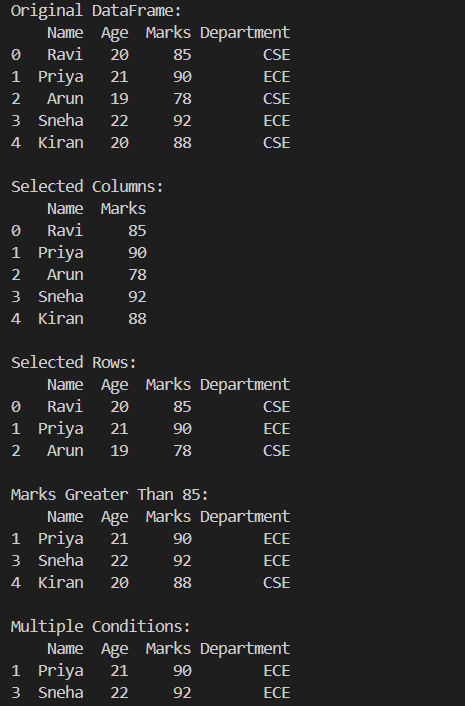 Original DataFrame:
    Name  Age  Marks Department
0   Ravi   20     85        CSE
1  Priya   21     90        ECE
2   Arun   19     78        CSE
3  Sneha   22     92        ECE
4  Kiran   20     88        CSE

Selected Columns:
    Name  Marks
0   Ravi     85
1  Priya     90
2   Arun     78
3  Sneha     92
4  Kiran     88

Selected Rows:
    Name  Age  Marks Department
0   Ravi   20     85        CSE
1  Priya   21     90        ECE
2   Arun   19     78        CSE

Marks Greater Than 85:
    Name  Age  Marks Department
1  Priya   21     90        ECE
3  Sneha   22     92        ECE
4  Kiran   20     88        CSE

Multiple Conditions:
    Name  Age  Marks Department
1  Priya   21     90        ECE
3  Sneha   22     92        ECE